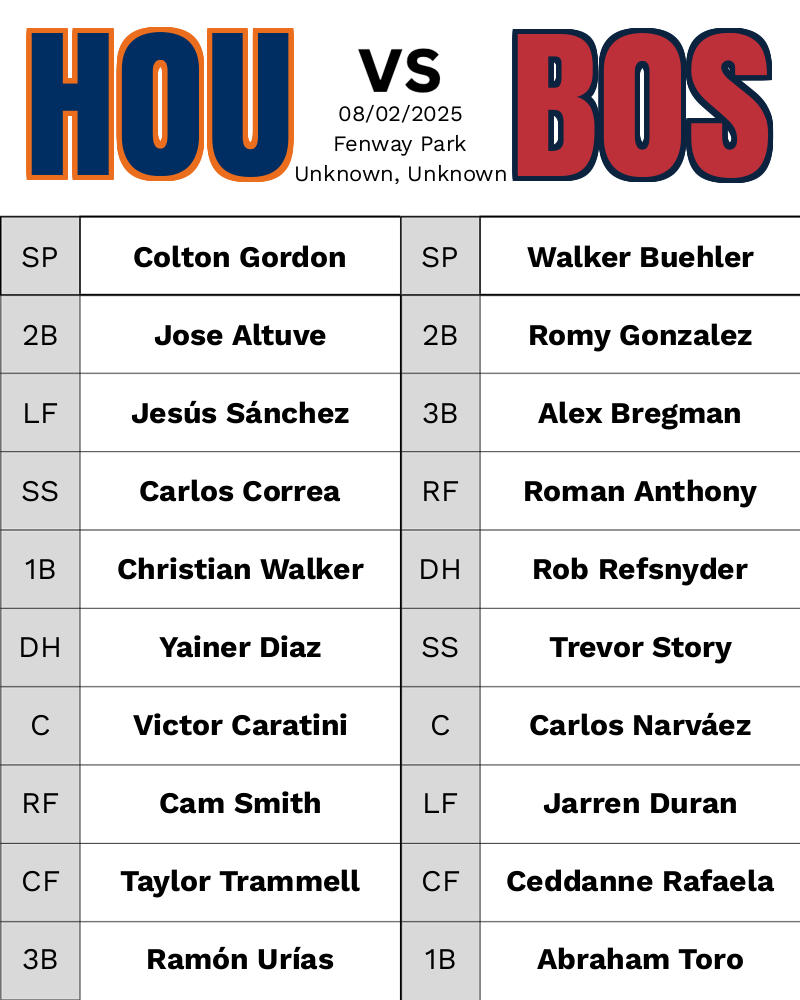 HOU
VS
08/02/2025
Fenway Park
Unknown, Unknown
BOS
SP Colton Gordon SP Walker Buehler
2B Jose Altuve 2B Romy Gonzalez
LF Jesús Sánchez 3B Alex Bregman
SS Carlos Correa RF Roman Anthony
1B Christian Walker DH Rob Refsnyder
DH Yainer Diaz SS Trevor Story
C Victor Caratini C Carlos Narváez
RF Cam Smith LF Jarren Duran
CF Taylor Trammell CF Ceddanne Rafaela
3B Ramón Urías 1B Abraham Toro